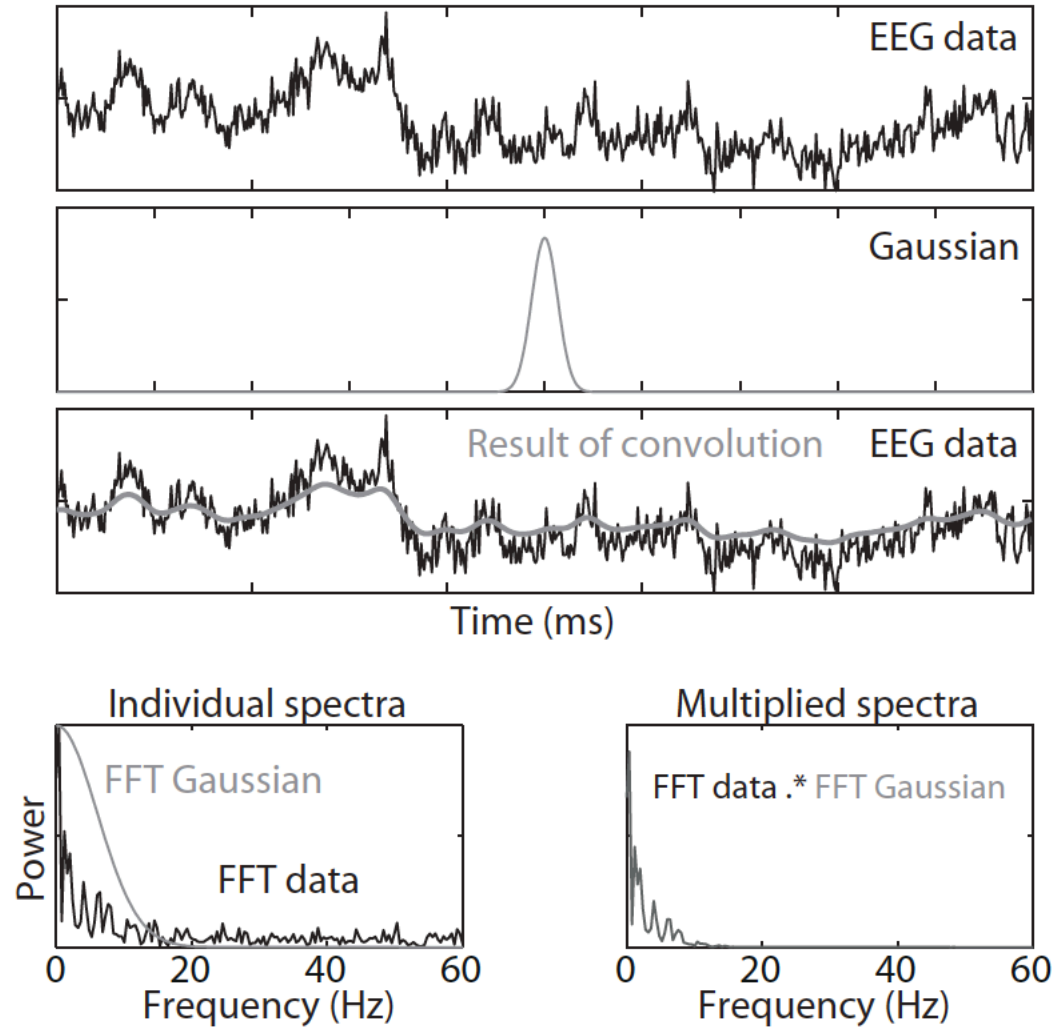 EEG data
Gaussian
Result of convolution EEG data
Time (ms)
Individual spectra
FFT Gaussian
FFT data
Power
0 20 40 60
Frequency (Hz)
Multiplied spectra
FFT data .* FFT Gaussian
0 20 40 60
Frequency (Hz)